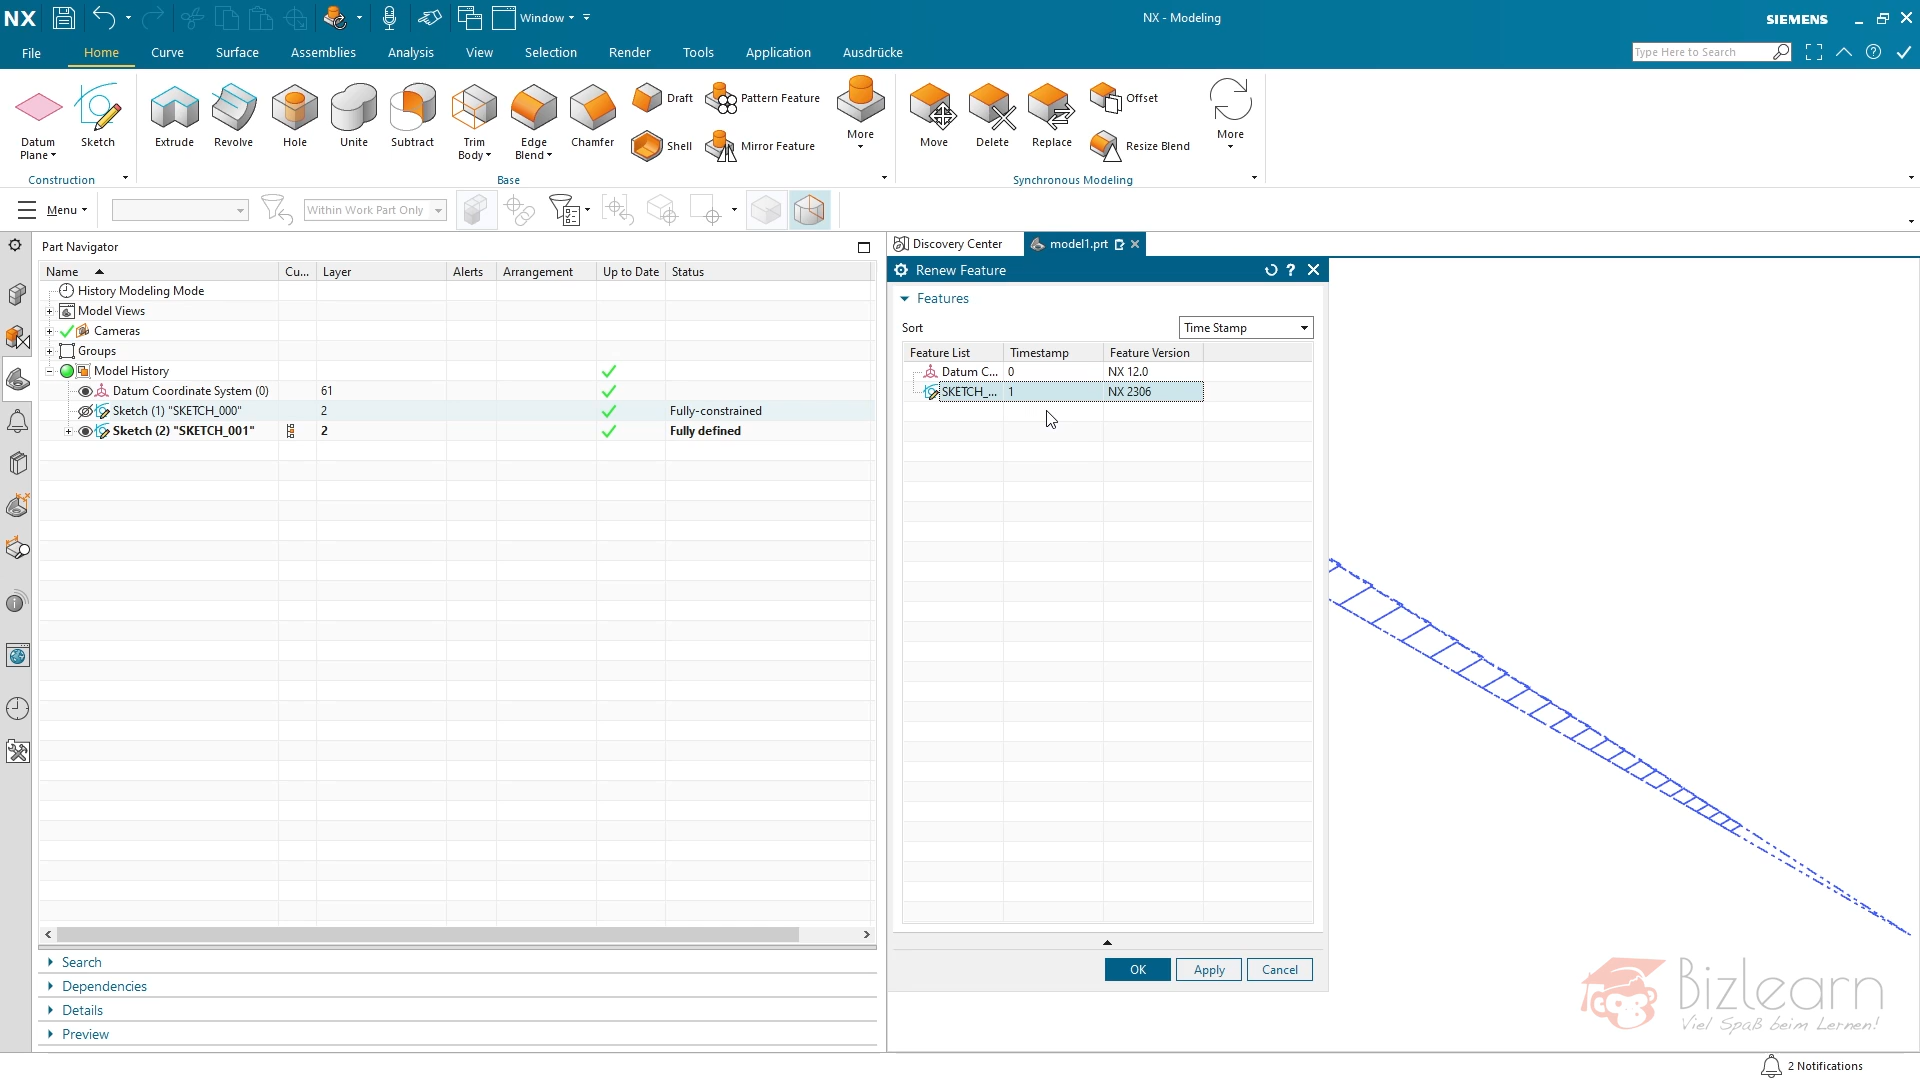 NX
Window
NX - Modeling
SIEMENS
File
Home
Curve
Surface
Assemblies
Analysis
View
Selection
Render
Tools
Application
Ausdrücke
Type Here to Search
Datum Plane
Sketch
Extrude
Revolve
Hole
Unite
Subtract
Trim Body
Edge Blend
Chamfer
Draft
Shell
Pattern Feature
Mirror Feature
More
Move
Delete
Replace
Offset
Resize Blend
More
Construction
Base
Synchronous Modeling
Menu
Within Work Part Only
Part Navigator
Name Cu... Layer Alerts Arrangement Up to Date Status
History Modeling Mode
Model Views
Cameras
Groups
Model History
Datum Coordinate System (0) 61
Sketch (1) "SKETCH_000" 2 Fully-constrained
Sketch (2) "SKETCH_001" 2 Fully defined
Search
Dependencies
Details
Preview
Discovery Center
model1.prt
Renew Feature
Features
Sort Time Stamp
Feature List Timestamp Feature Version
Datum C... 0 NX 12.0
SKETCH_... 1 NX 2306
OK Apply Cancel
Bizlearn
Viel Spaß beim Lernen!
2 Notifications